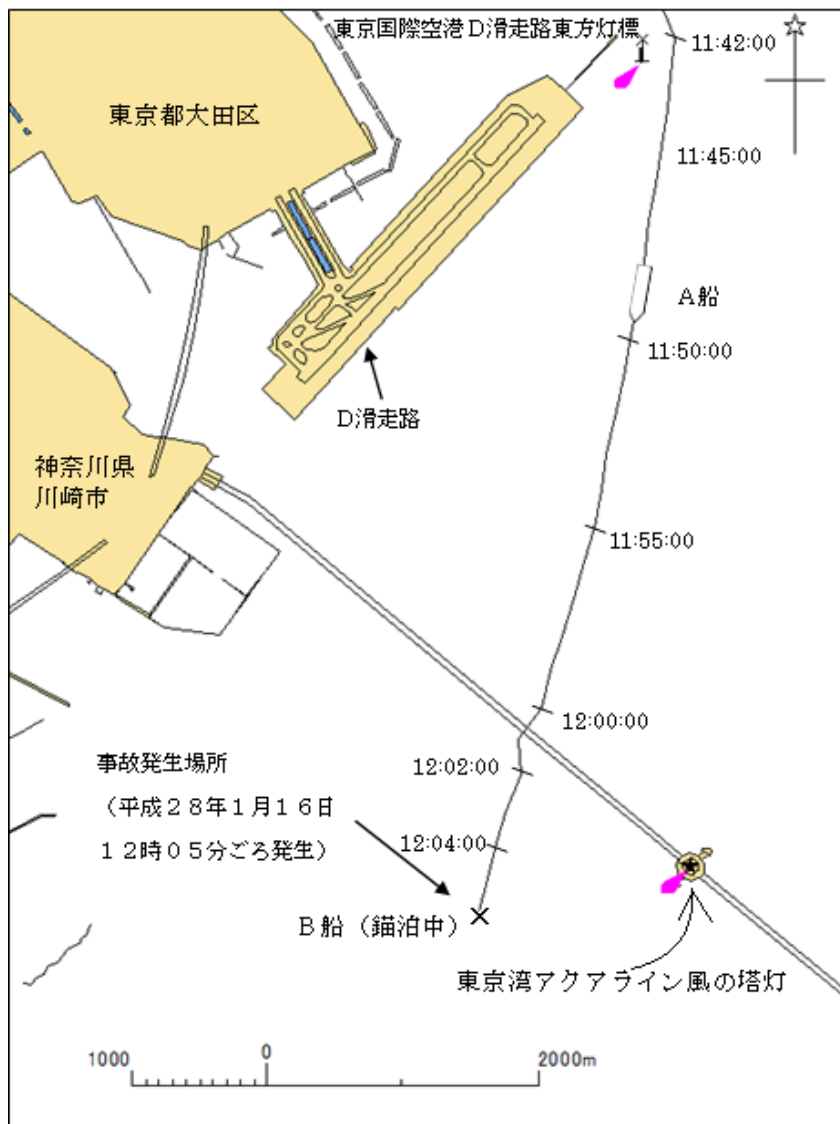 東京国際空港Ｄ滑走路東方灯標
11:42:00
東京都大田区
11:45:00
Ａ船
11:50:00
Ｄ滑走路
神奈川県
川崎市
11:55:00
12:00:00
事故発生場所
12:02:00
（平成２８年１月１６日
１２時０５分ごろ発生）
12:04:00
Ｂ船（錨泊中）
東京湾アクアライン風の塔灯
1000
0
2000m